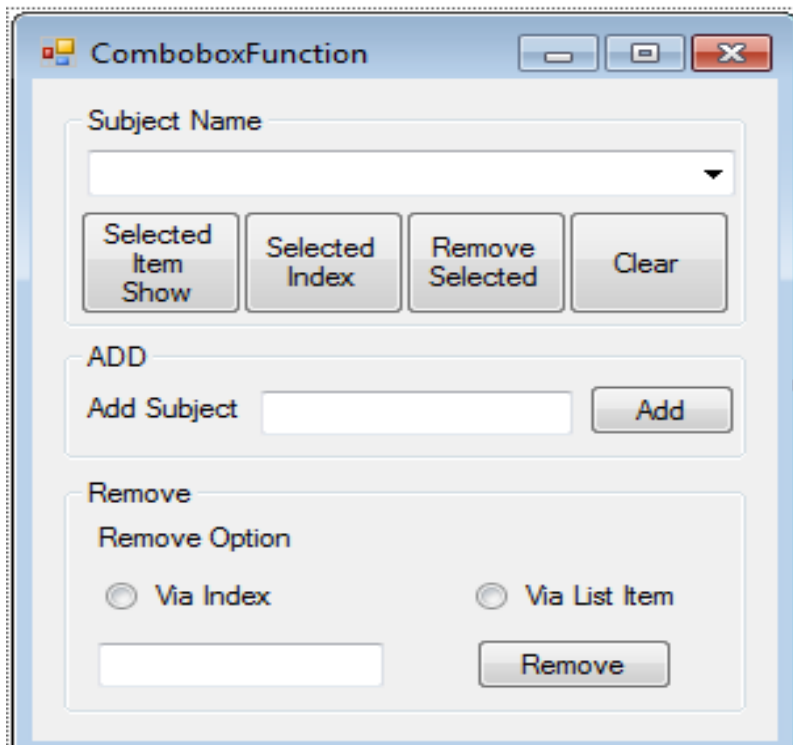 ComboboxFunction
Subject Name
Selected
Item
Show
Selected
Index
Remove
Selected
Clear
ADD
Add Subject
Add
Remove
Remove Option
Via Index
Via List Item
Remove